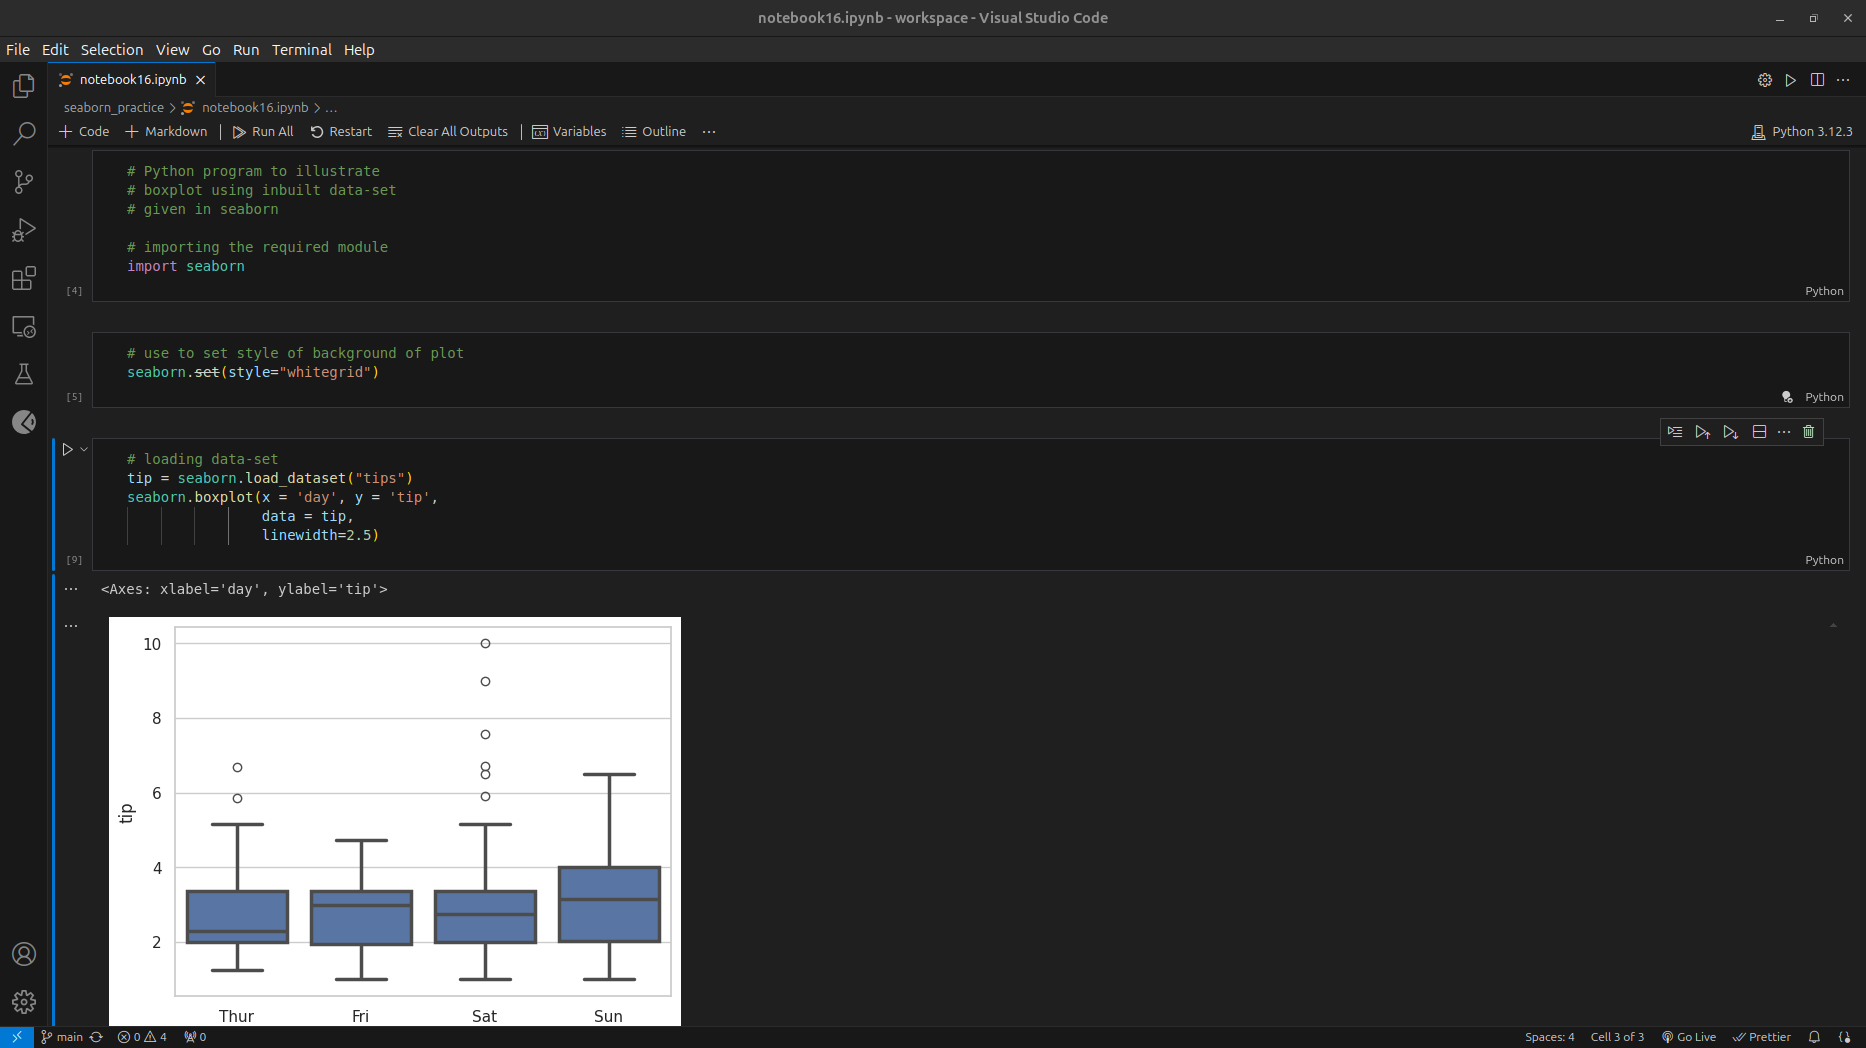 notebook16.ipynb - workspace - Visual Studio Code
File Edit Selection View Go Run Terminal Help
notebook16.ipynb
seaborn_practice > notebook16.ipynb > ...
Code Markdown Run All Restart Clear All Outputs Variables Outline ... Python 3.12.3
# Python program to illustrate
# boxplot using inbuilt data-set
# given in seaborn
# importing the required module
import seaborn
[4] Python
# use to set style of background of plot
seaborn.set(style="whitegrid")
[5] Python
# loading data-set
tip = seaborn.load_dataset("tips")
seaborn.boxplot(x = 'day', y = 'tip',
data = tip,
linewidth=2.5)
[9] Python
<Axes: xlabel='day', ylabel='tip'>
10
8
6
tip
4
2
Thur Fri Sat Sun
main 0 4 0 Spaces: 4 Cell 3 of 3 Go Live Prettier